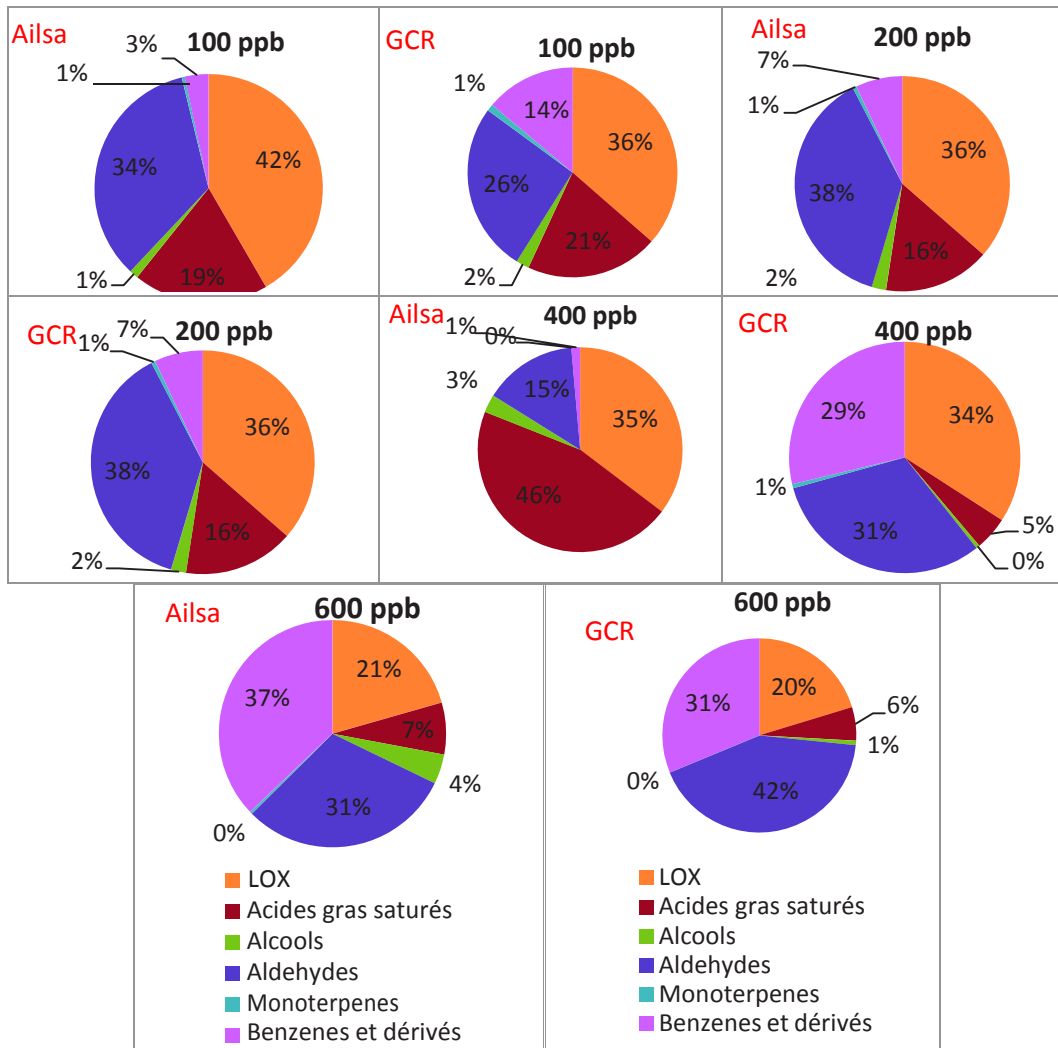 Ailsa
100 ppb
3%
1%
42%
34%
19%
1%
GCR
100 ppb
1%
14%
36%
26%
21%
2%
Ailsa
200 ppb
7%
1%
36%
38%
16%
2%
GCR
200 ppb
7%
1%
36%
38%
16%
2%
Ailsa
400 ppb
1%
0%
3%
15%
35%
46%
GCR
400 ppb
29%
34%
1%
5%
31%
0%
Ailsa
600 ppb
21%
37%
7%
4%
31%
0%
LOX
Acides gras saturés
Alcools
Aldehydes
Monoterpenes
Benzenes et dérivés
GCR
600 ppb
20%
31%
6%
1%
0%
42%
LOX
Acides gras saturés
Alcools
Aldehydes
Monoterpenes
Benzenes et dérivés